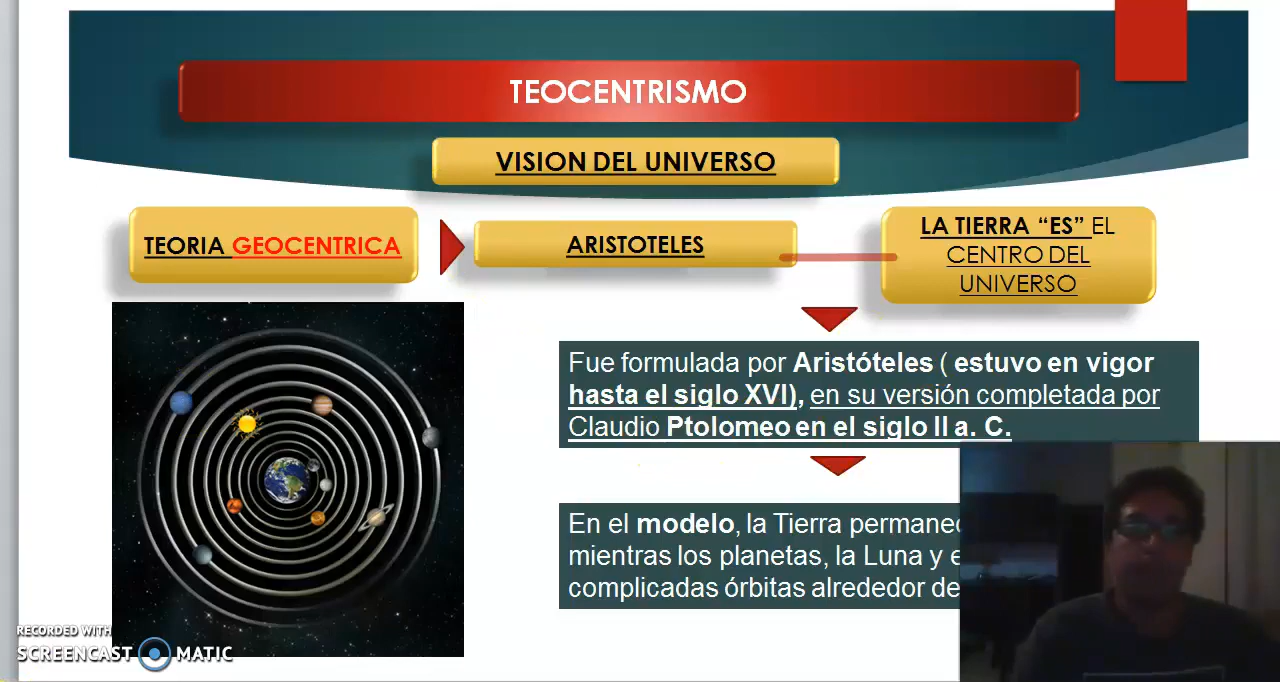 TEOCENTRISMO
VISION DEL UNIVERSO
TEORIA GEOCENTRICA
ARISTOTELES
LA TIERRA “ES” EL
CENTRO DEL
UNIVERSO
Fue formulada por Aristóteles ( estuvo en vigor
hasta el siglo XVI), en su versión completada por
Claudio Ptolomeo en el siglo II a. C.
En el modelo, la Tierra permanec
mientras los planetas, la Luna y e
complicadas órbitas alrededor de
RECORDED WITH
SCREENCAST MATIC